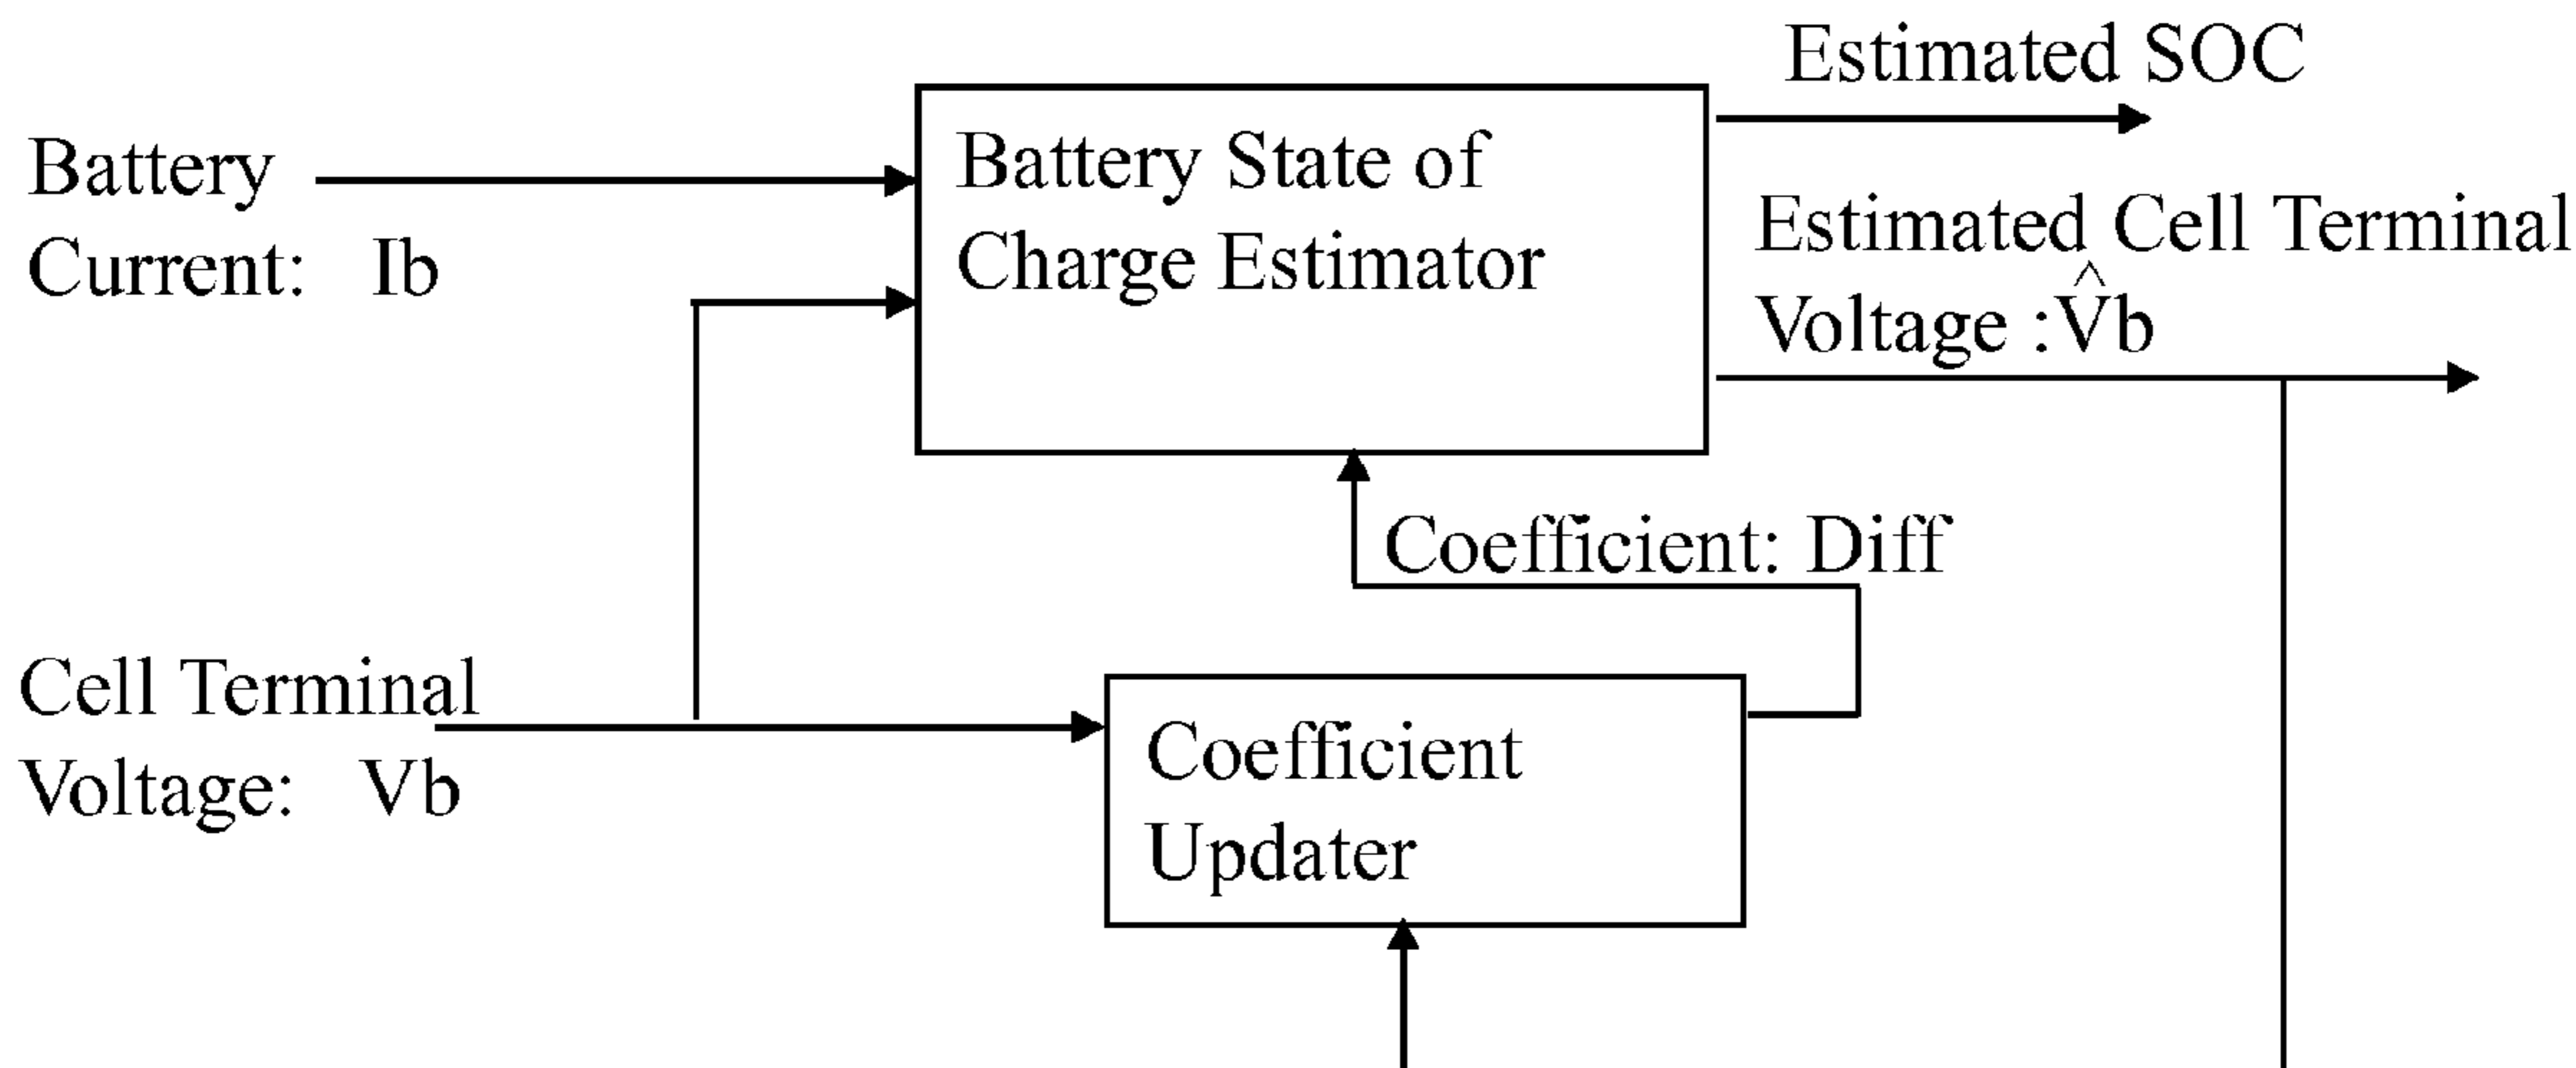 Estimated SOC
Battery
Current: Ib
Battery State of
Charge Estimator
Estimated Cell Terminal
Voltage :V̂b
Coefficient: Diff
Cell Terminal
Voltage: Vb
Coefficient
Updater